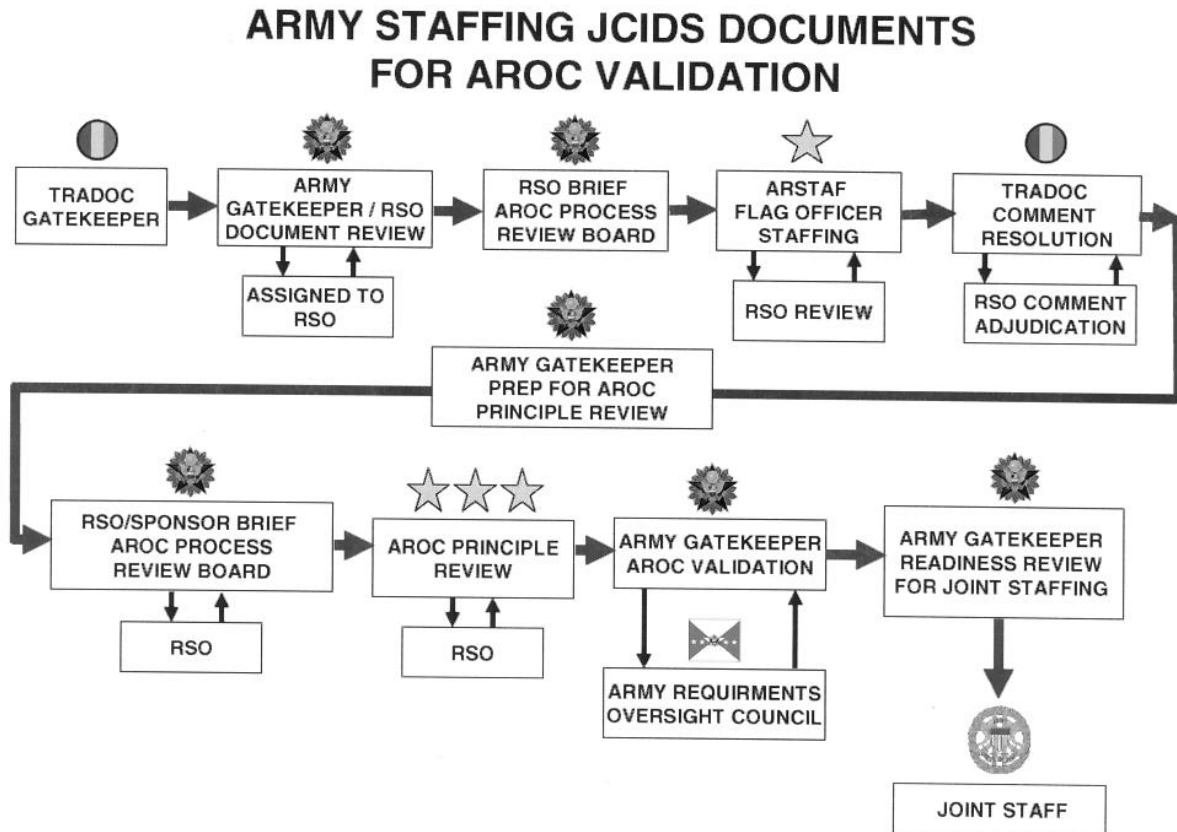 ARMY STAFFING JCIDS DOCUMENTS
FOR AROC VALIDATION
TRADOC
GATEKEEPER
ARMY
GATEKEEPER / RSO
DOCUMENT REVIEW
ASSIGNED TO
RSO
RSO BRIEF
AROC PROCESS
REVIEW BOARD
ARSTAF
FLAG OFFICER
STAFFING
RSO REVIEW
TRADOC
COMMENT
RESOLUTION
RSO COMMENT
ADJUDICATION
ARMY GATEKEEPER
PREP FOR AROC
PRINCIPLE REVIEW
RSO/SPONSOR BRIEF
AROC PROCESS
REVIEW BOARD
RSO
AROC PRINCIPLE
REVIEW
RSO
ARMY GATEKEEPER
AROC VALIDATION
ARMY REQUIRMENTS
OVERSIGHT COUNCIL
ARMY GATEKEEPER
READINESS REVIEW
FOR JOINT STAFFING
JOINT STAFF